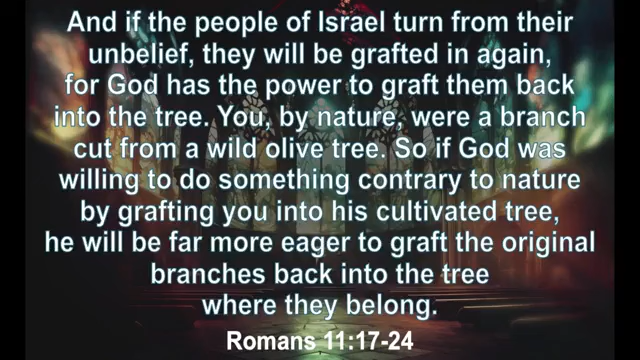 And if the people of Israel turn from their
unbelief, they will be grafted in again,
for God has the power to graft them back
into the tree. You, by nature, were a branch
cut from a wild olive tree. So if God was
willing to do something contrary to nature
by grafting you into his cultivated tree,
he will be far more eager to graft the original
branches back into the tree
where they belong.
Romans 11:17-24